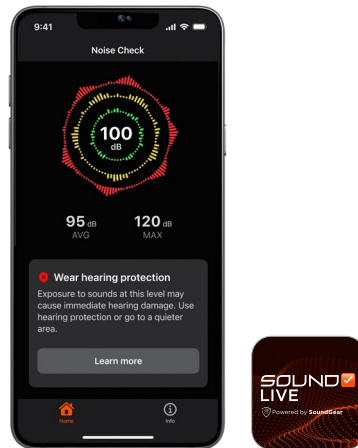 9:41
Noise Check
100
dB
95 dB
AVG
120 dB
MAX
Wear hearing protection
Exposure to sounds at this level may
cause immediate hearing damage. Use
hearing protection or go to a quieter
area.
Learn more
Home
Info
SOUND
LIVE
Powered by SoundGear